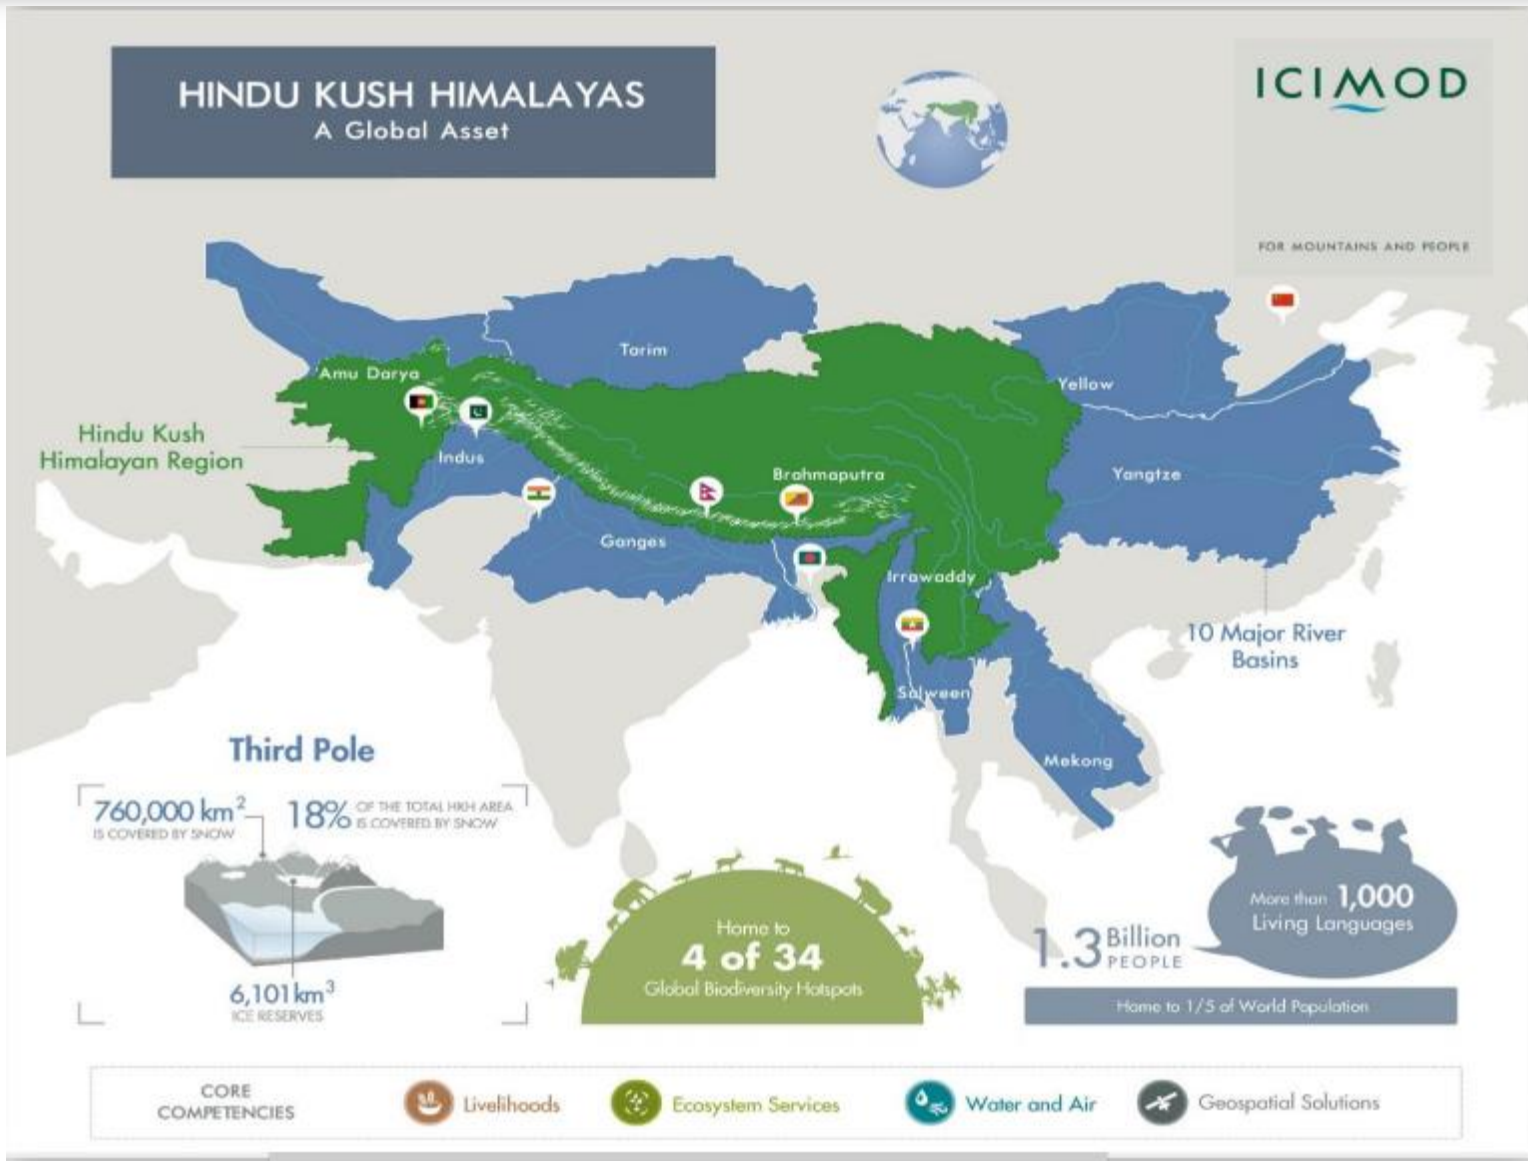 HINDU KUSH HIMALAYAS
A Global Asset
ICIMOD
FOR MOUNTAINS AND PEOPLE
Tarim
Amu Darya
Yellow
Hindu Kush
Himalayan Region
Indus
Brahmaputra
Yangtze
Ganges
Irrawaddy
10 Major River
Basins
Salween
Mekong
Third Pole
760,000 km²
IS COVERED BY SNOW
18% OF THE TOTAL HKH AREA
IS COVERED BY SNOW
6,101 km³
ICE RESERVES
Home to
4 of 34
Global Biodiversity Hotspots
More than 1,000
Living Languages
1.3 Billion
PEOPLE
Home to 1/5 of World Population
CORE
COMPETENCIES
Livelihoods
Ecosystem Services
Water and Air
Geospatial Solutions